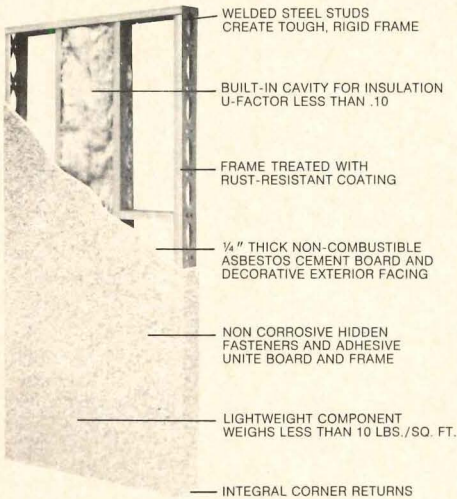 WELDED STEEL STUDS
CREATE TOUGH, RIGID FRAME
BUILT-IN CAVITY FOR INSULATION
U-FACTOR LESS THAN .10
FRAME TREATED WITH
RUST-RESISTANT COATING
¼" THICK NON-COMBUSTIBLE
ASBESTOS CEMENT BOARD AND
DECORATIVE EXTERIOR FACING
NON CORROSIVE HIDDEN
FASTENERS AND ADHESIVE
UNITE BOARD AND FRAME
LIGHTWEIGHT COMPONENT
WEIGHS LESS THAN 10 LBS./SQ. FT.
INTEGRAL CORNER RETURNS